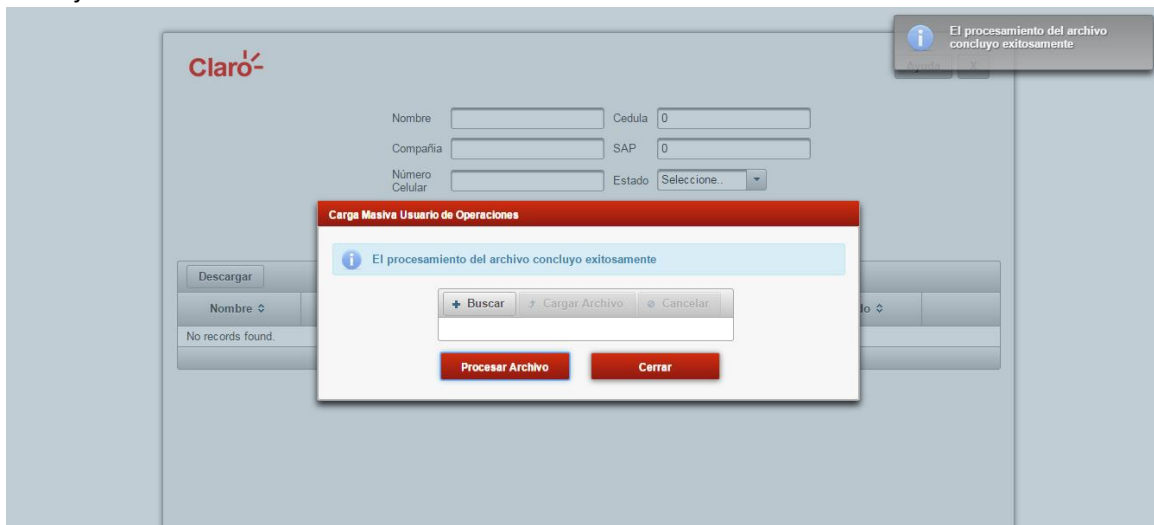 El procesamiento del archivo
concluyo exitosamente
Claro
Ayuda X
Nombre Cedula 0
Compañia SAP 0
Número
Celular Estado Seleccione..
Carga Masiva Usuario de Operaciones
El procesamiento del archivo concluyo exitosamente
Descargar
Buscar Cargar Archivo Cancelar
Nombre
No records found.
Procesar Archivo Cerrar